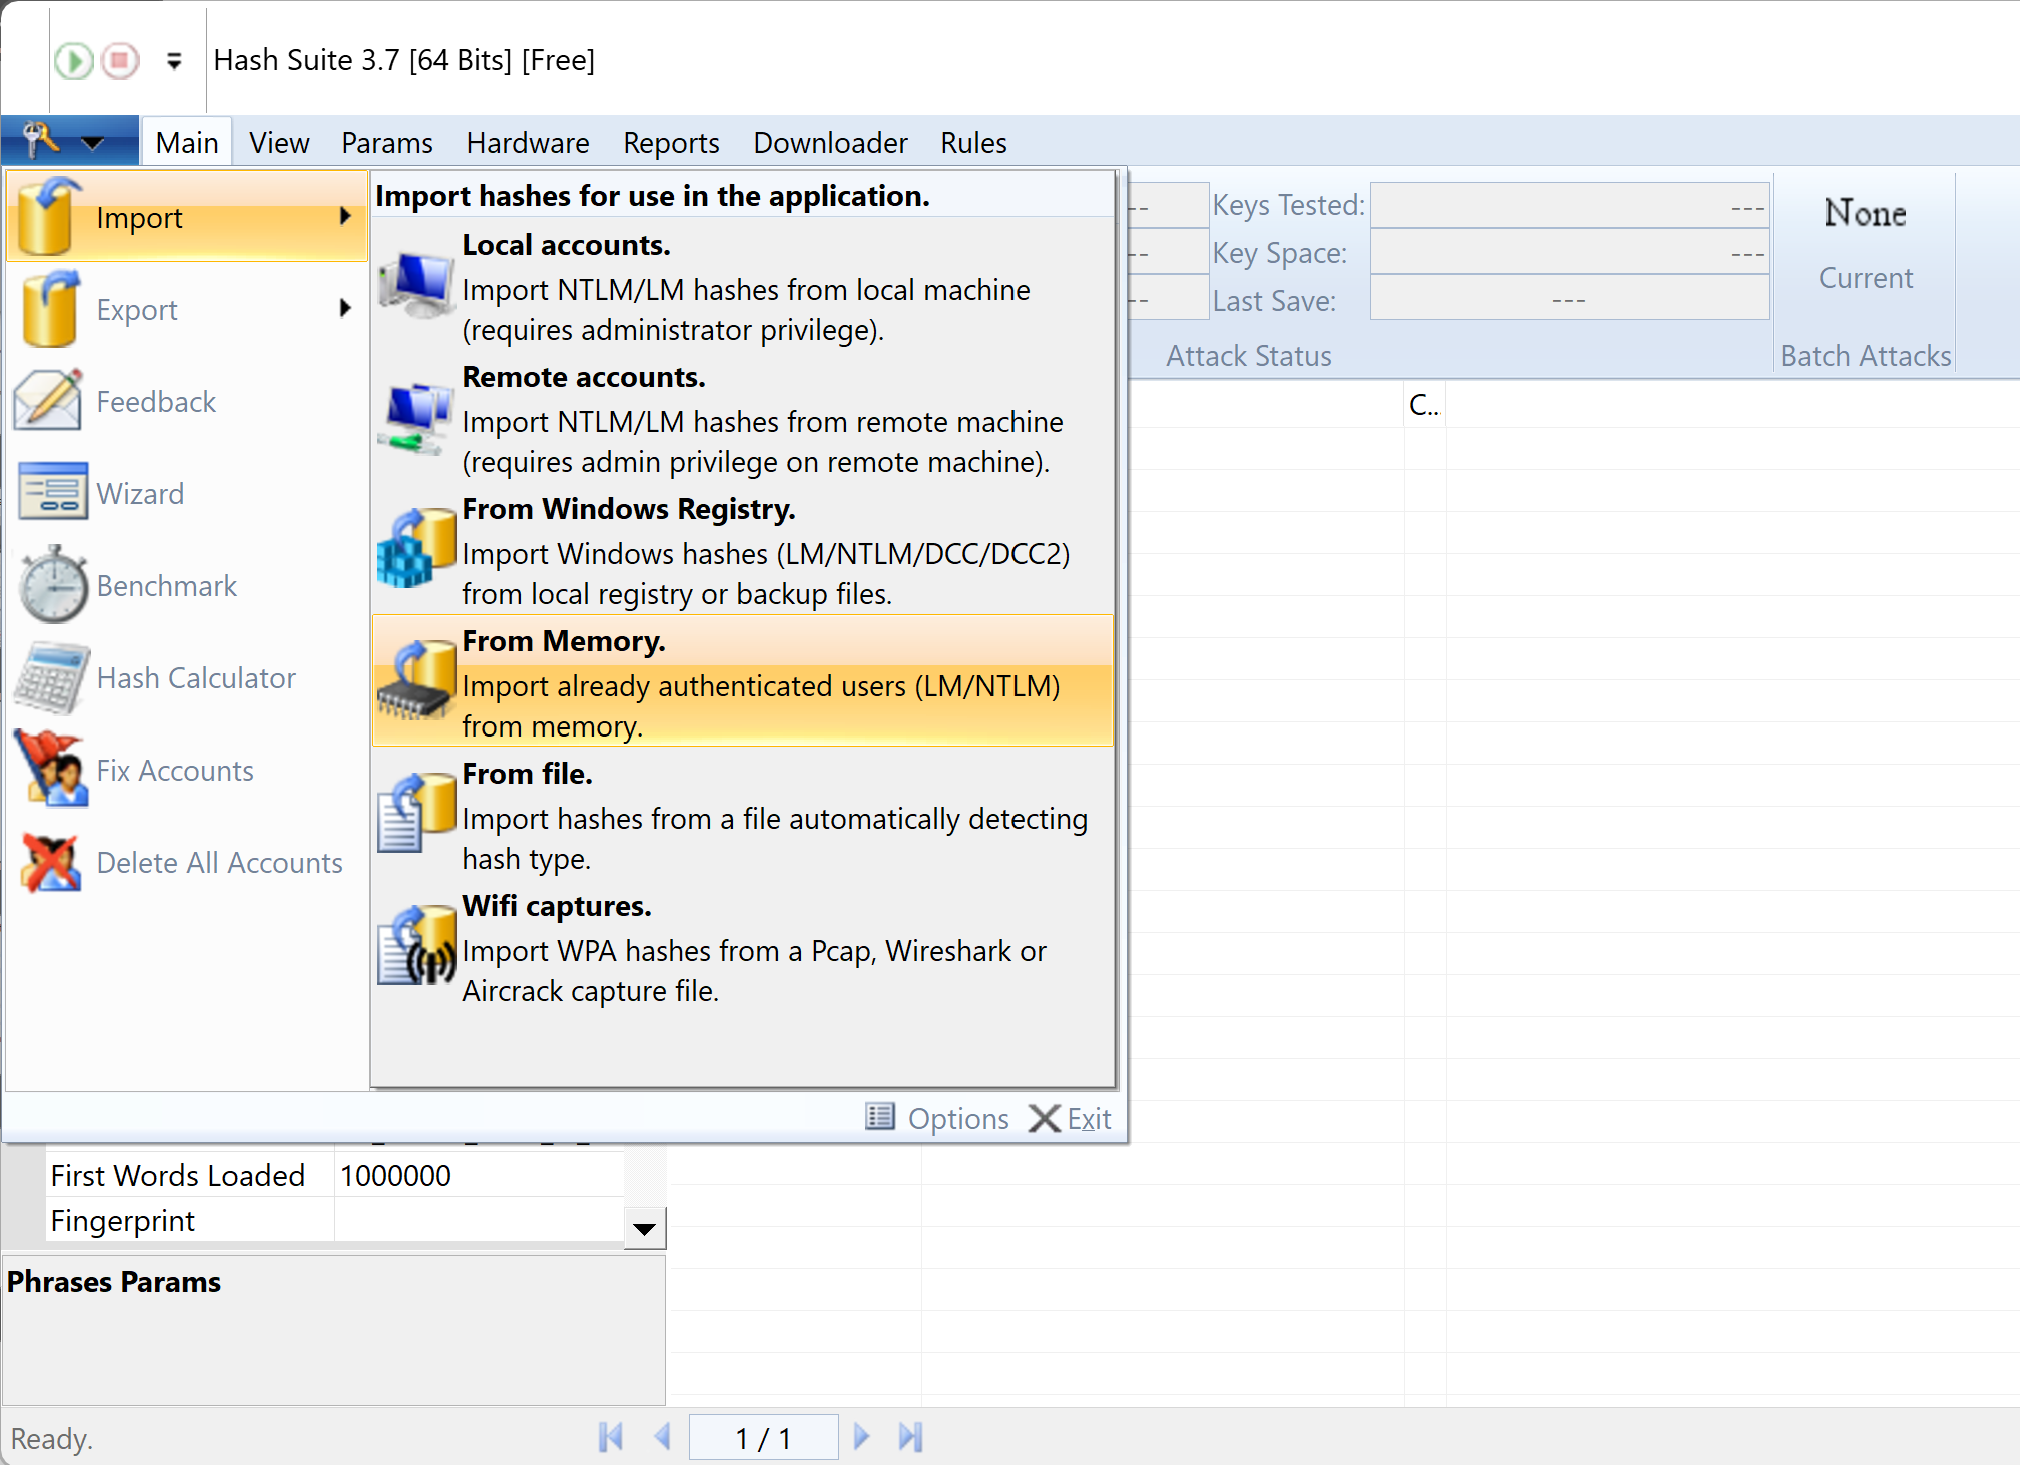 Hash Suite 3.7 [64 Bits] [Free]
Main View Params Hardware Reports Downloader Rules
Import
Export
Feedback
Wizard
Benchmark
Hash Calculator
Fix Accounts
Delete All Accounts
Import hashes for use in the application.
Local accounts.
Import NTLM/LM hashes from local machine
(requires administrator privilege).
Remote accounts.
Import NTLM/LM hashes from remote machine
(requires admin privilege on remote machine).
From Windows Registry.
Import Windows hashes (LM/NTLM/DCC/DCC2)
from local registry or backup files.
From Memory.
Import already authenticated users (LM/NTLM)
from memory.
From file.
Import hashes from a file automatically detecting
hash type.
Wifi captures.
Import WPA hashes from a Pcap, Wireshark or
Aircrack capture file.
Options Exit
-- Keys Tested: ---
-- Key Space: ---
-- Last Save: ---
Attack Status
None
Current
Batch Attacks
C...
First Words Loaded 1000000
Fingerprint
Phrases Params
Ready.
1 / 1